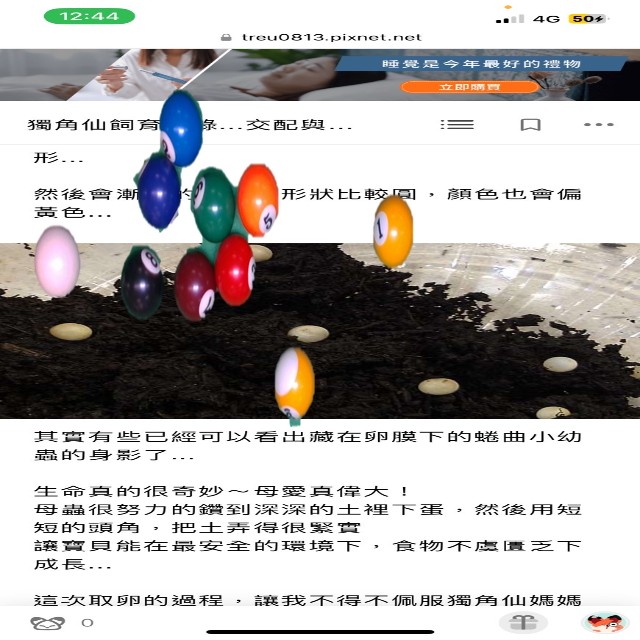 12:44
4G 50
treu0813.pixnet.net
睡覺是今年最好的禮物
立即購買
獨角仙飼育 錄...交配與...
形...
然後會漸 的 形狀比較圓，顏色也會偏
黃色...
8
5
1
其實有些已經可以看出藏在卵膜下的蜷曲小幼
蟲的身影了...
生命真的很奇妙～母愛真偉大！
母蟲很努力的鑽到深深的土裡下蛋，然後用短
短的頭角，把土弄得很緊實
讓寶貝能在最安全的環境下，食物不虞匱乏下
成長...
這次取卵的過程，讓我不得不佩服獨角仙媽媽
0